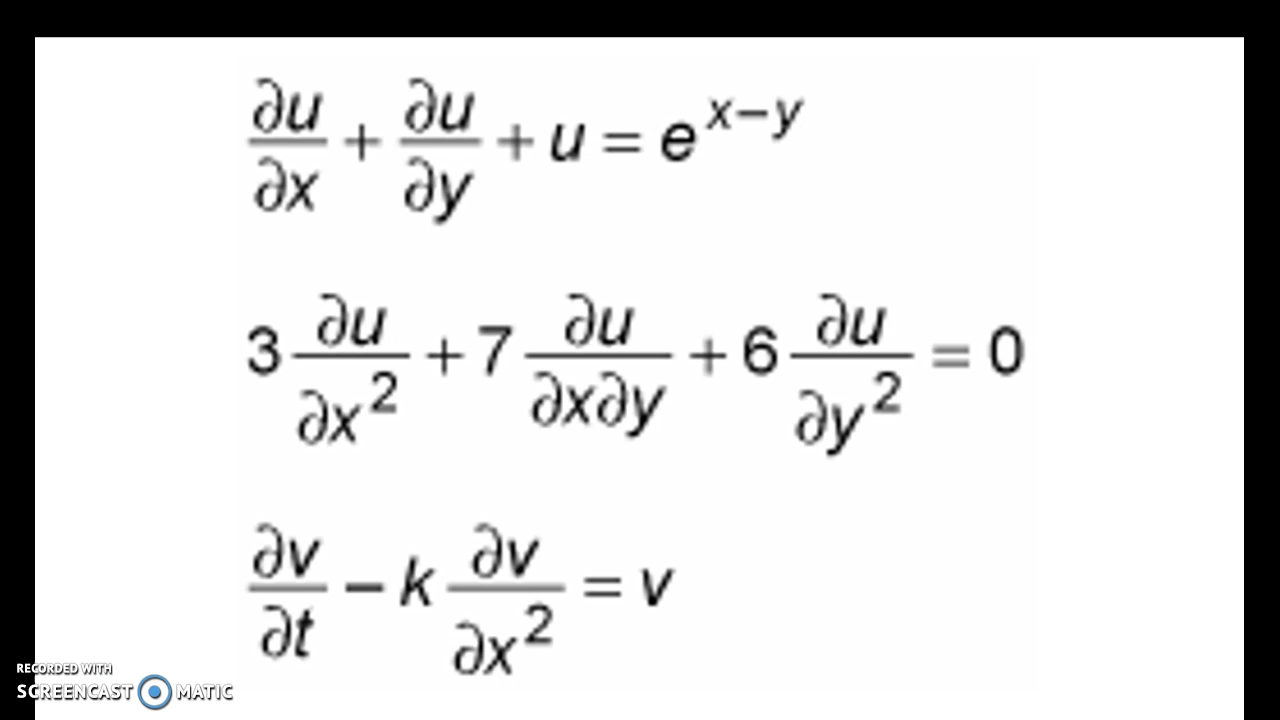 ∂u/∂x + ∂u/∂y + u = e^(x−y)
3 ∂u/∂x² + 7 ∂u/∂x∂y + 6 ∂u/∂y² = 0
∂v/∂t − k ∂v/∂x² = v
RECORDED WITH
SCREENCAST MATIC